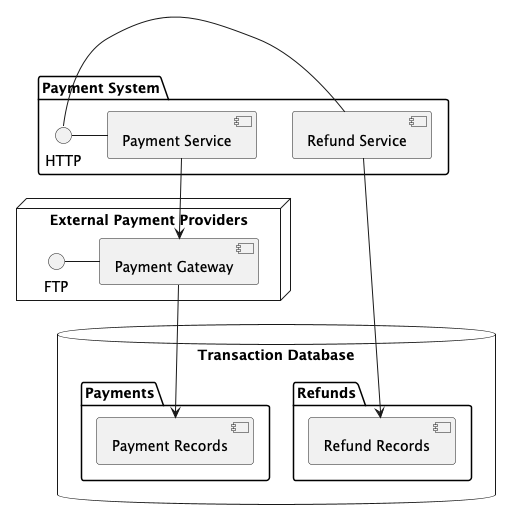 Payment System
Payment Service
Refund Service
HTTP
External Payment Providers
Payment Gateway
FTP
Transaction Database
Payments
Refunds
Payment Records
Refund Records